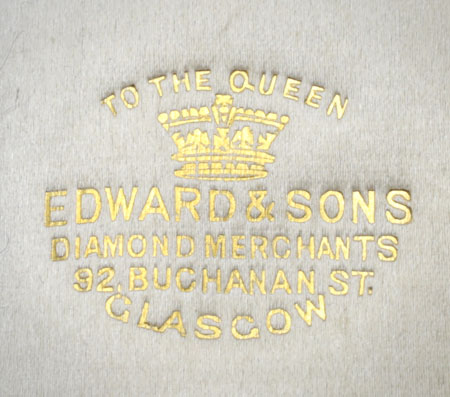 TO THE QUEEN
EDWARD & SONS
DIAMOND MERCHANTS
92, BUCHANAN ST.
GLASGOW